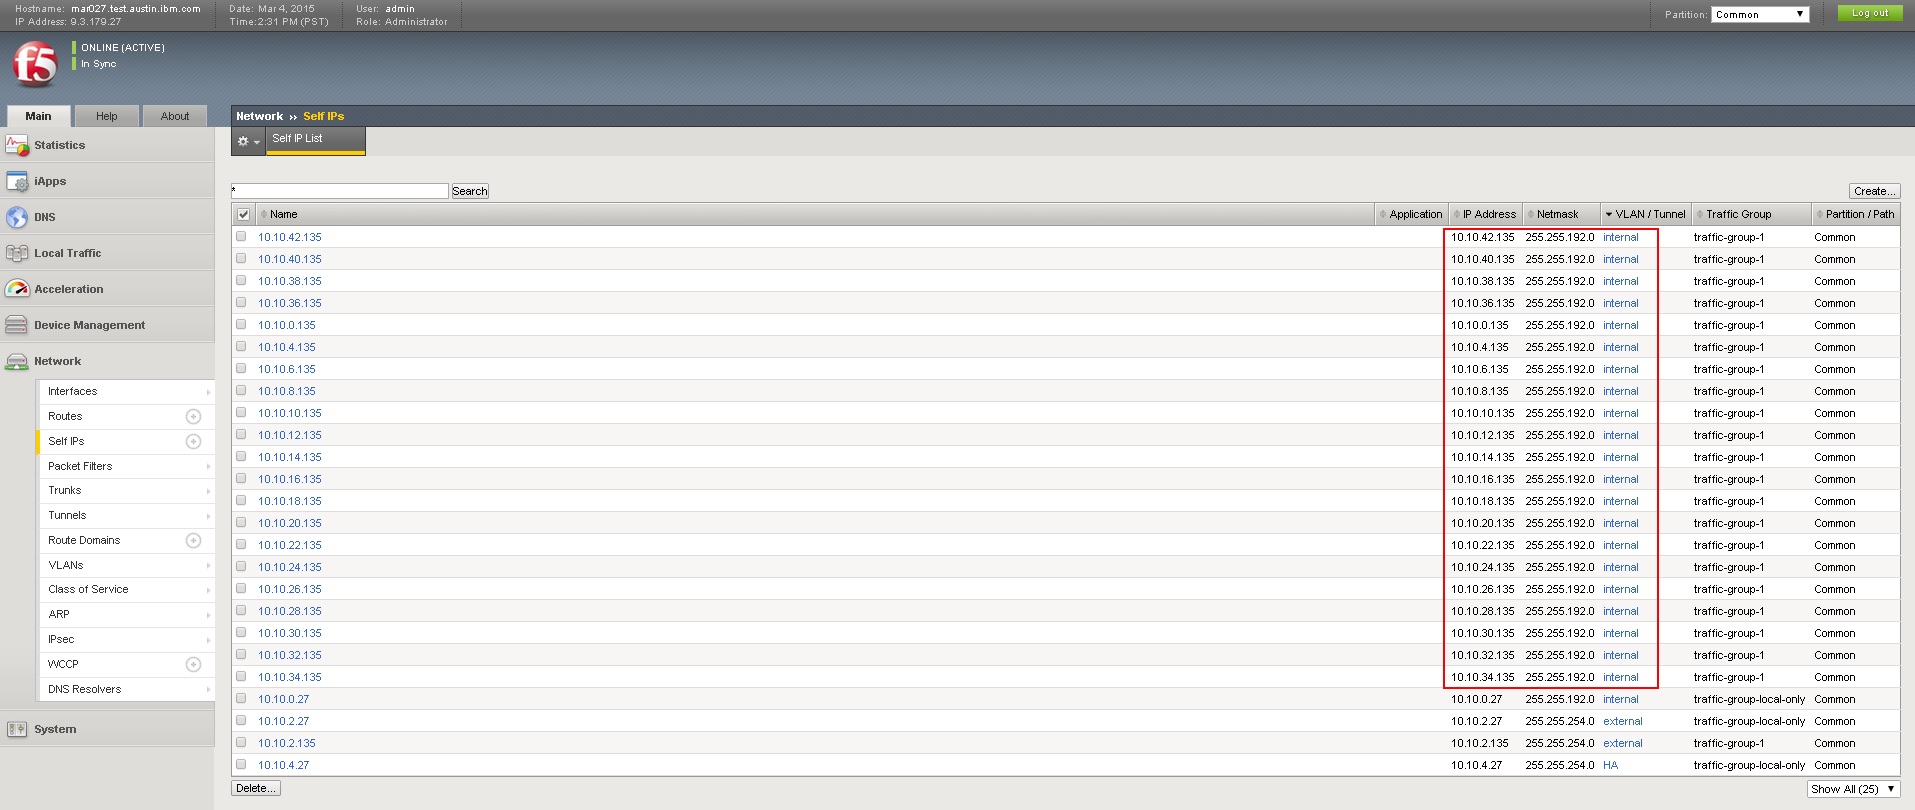 Hostname: mar027.test.austin.ibm.com Date: Mar 4, 2015 User: admin
IP Address: 9.3.179.27 Time: 2:31 PM (PST) Role: Administrator
Partition: Common Log out
f5
ONLINE (ACTIVE)
In Sync
Main Help About
Network » Self IPs
Self IP List
Statistics
iApps
DNS
Local Traffic
Acceleration
Device Management
Network
Interfaces
Routes
Self IPs
Packet Filters
Trunks
Tunnels
Route Domains
VLANs
Class of Service
ARP
IPsec
WCCP
DNS Resolvers
System
* Search Create...
Name Application IP Address Netmask VLAN / Tunnel Traffic Group Partition / Path
10.10.42.135 10.10.42.135 255.255.192.0 internal traffic-group-1 Common
10.10.40.135 10.10.40.135 255.255.192.0 internal traffic-group-1 Common
10.10.38.135 10.10.38.135 255.255.192.0 internal traffic-group-1 Common
10.10.36.135 10.10.36.135 255.255.192.0 internal traffic-group-1 Common
10.10.0.135 10.10.0.135 255.255.192.0 internal traffic-group-1 Common
10.10.4.135 10.10.4.135 255.255.192.0 internal traffic-group-1 Common
10.10.6.135 10.10.6.135 255.255.192.0 internal traffic-group-1 Common
10.10.8.135 10.10.8.135 255.255.192.0 internal traffic-group-1 Common
10.10.10.135 10.10.10.135 255.255.192.0 internal traffic-group-1 Common
10.10.12.135 10.10.12.135 255.255.192.0 internal traffic-group-1 Common
10.10.14.135 10.10.14.135 255.255.192.0 internal traffic-group-1 Common
10.10.16.135 10.10.16.135 255.255.192.0 internal traffic-group-1 Common
10.10.18.135 10.10.18.135 255.255.192.0 internal traffic-group-1 Common
10.10.20.135 10.10.20.135 255.255.192.0 internal traffic-group-1 Common
10.10.22.135 10.10.22.135 255.255.192.0 internal traffic-group-1 Common
10.10.24.135 10.10.24.135 255.255.192.0 internal traffic-group-1 Common
10.10.26.135 10.10.26.135 255.255.192.0 internal traffic-group-1 Common
10.10.28.135 10.10.28.135 255.255.192.0 internal traffic-group-1 Common
10.10.30.135 10.10.30.135 255.255.192.0 internal traffic-group-1 Common
10.10.32.135 10.10.32.135 255.255.192.0 internal traffic-group-1 Common
10.10.34.135 10.10.34.135 255.255.192.0 internal traffic-group-1 Common
10.10.0.27 10.10.0.27 255.255.192.0 internal traffic-group-local-only Common
10.10.2.27 10.10.2.27 255.255.254.0 external traffic-group-local-only Common
10.10.2.135 10.10.2.135 255.255.254.0 external traffic-group-1 Common
10.10.4.27 10.10.4.27 255.255.254.0 HA traffic-group-local-only Common
Delete... Show All (25)